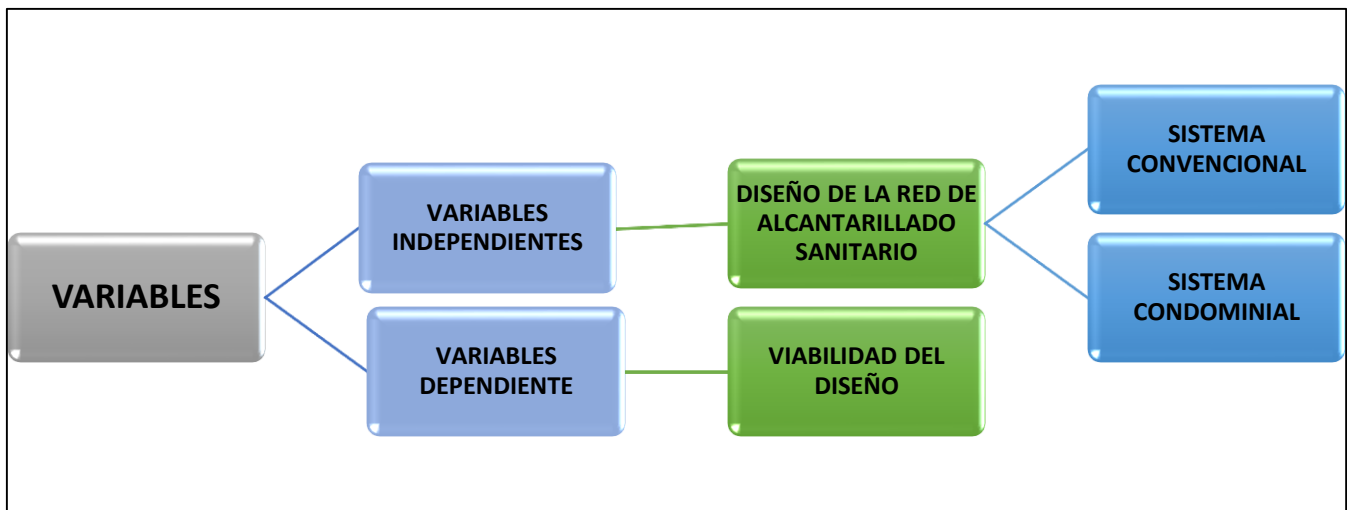 VARIABLES
VARIABLES
INDEPENDIENTES
VARIABLES
DEPENDIENTE
DISEÑO DE LA RED DE
ALCANTARILLADO
SANITARIO
VIABILIDAD DEL
DISEÑO
SISTEMA
CONVENCIONAL
SISTEMA
CONDOMINIAL